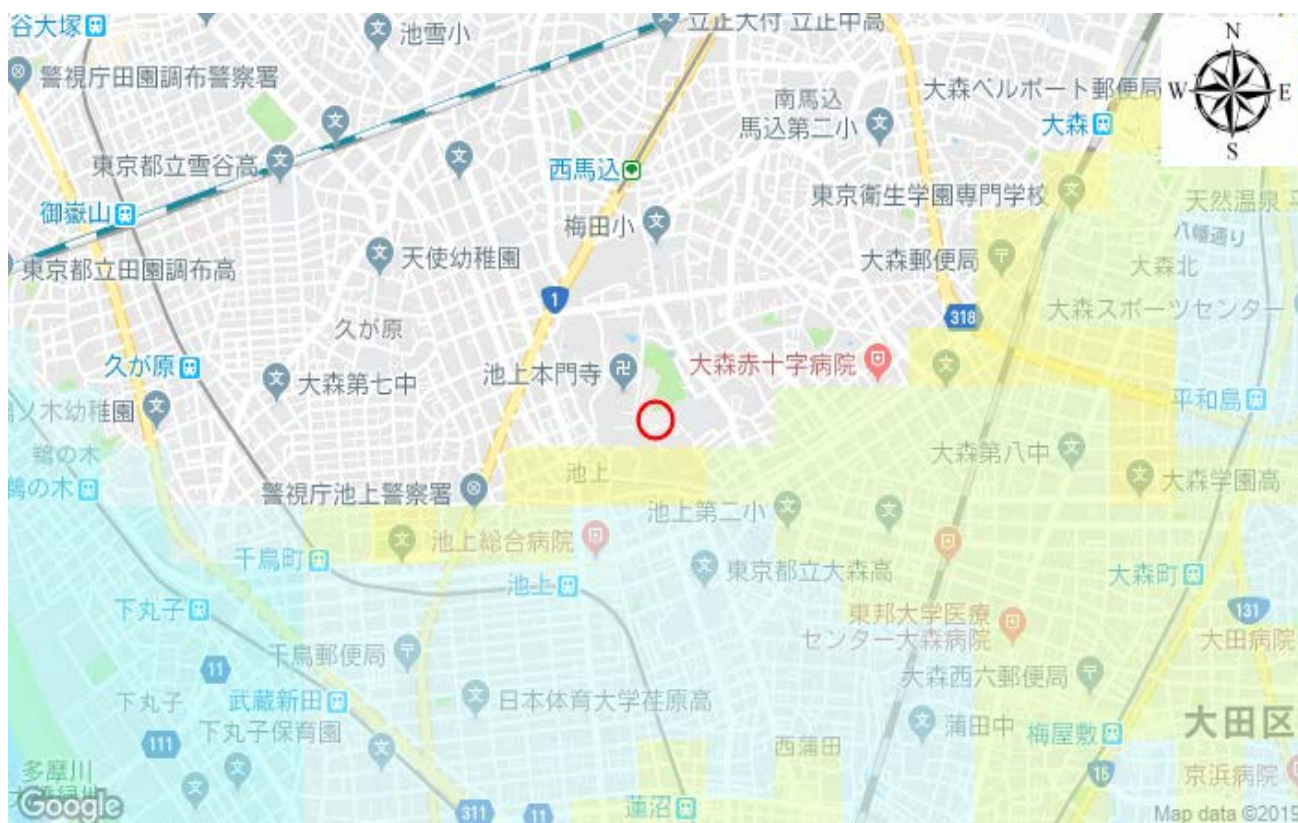 谷大塚
池雪小
立正大付 立正中高
N
W
E
S
警視庁田園調布警察署
南馬込
馬込第二小
大森ベルポート郵便局
大森
東京都立雪谷高
西馬込
東京衛生学園専門学校
御嶽山
梅田小
天然温泉 平
八幡通り
東京都立田園調布高
天使幼稚園
大森郵便局
大森北
1
318
大森スポーツセンター
久が原
久が原
大森第七中
池上本門寺
大森赤十字病院
平和島
ノ木幼稚園
鵜の木
鵜の木
大森第八中
大森学園高
池上
警視庁池上警察署
池上第二小
池上総合病院
千鳥町
池上
東京都立大森高
大森町
下丸子
131
東邦大学医療
センター大森病院
大田病院
千鳥郵便局
11
大森西六郵便局
下丸子
武蔵新田
日本体育大学荏原高
下丸子保育園
111
西蒲田
蒲田中
梅屋敷
大田区
多摩川
15
京浜病院
Google
311
11
蓮沼
Map data ©2019